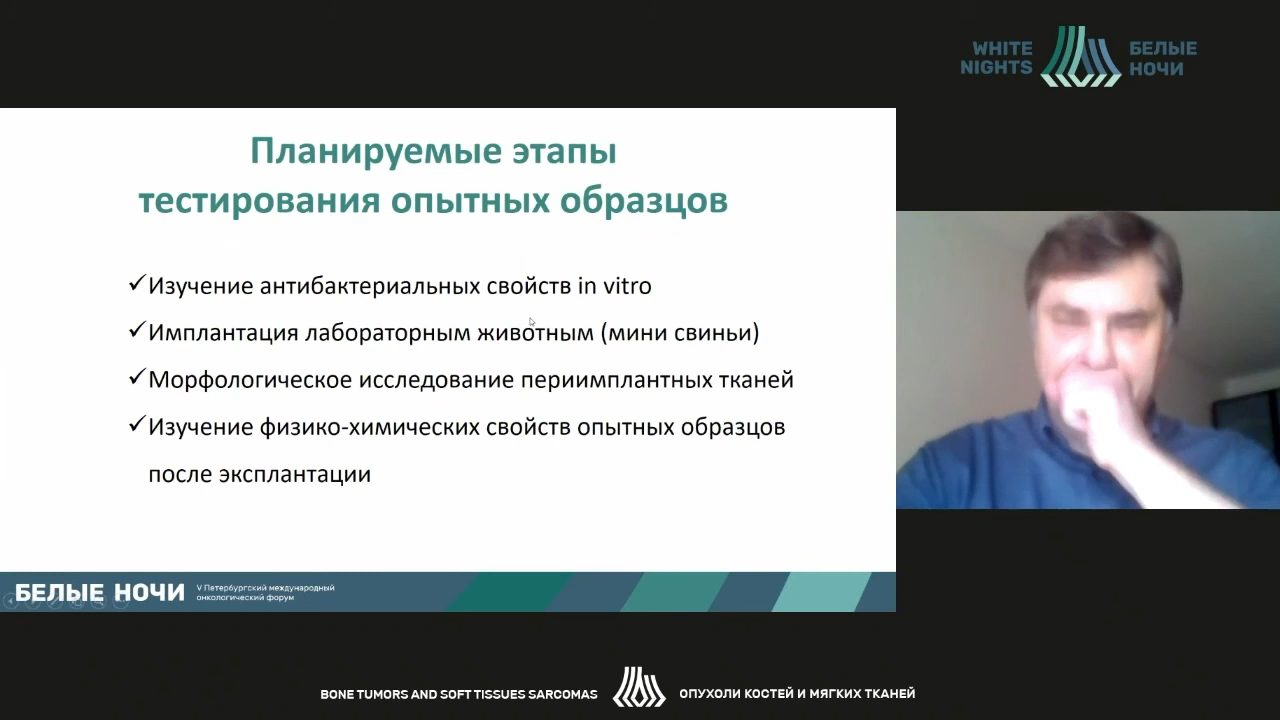 WHITE
NIGHTS
БЕЛЫЕ
НОЧИ
Планируемые этапы
тестирования опытных образцов
✓Изучение антибактериальных свойств in vitro
✓Имплантация лабораторным животным (мини свиньи)
✓Морфологическое исследование периимплантных тканей
✓Изучение физико-химических свойств опытных образцов
после эксплантации
БЕЛЫЕ НОЧИ
V Петербургский международный
онкологический форум
BONE TUMORS AND SOFT TISSUES SARCOMAS
ОПУХОЛИ КОСТЕЙ И МЯГКИХ ТКАНЕЙ